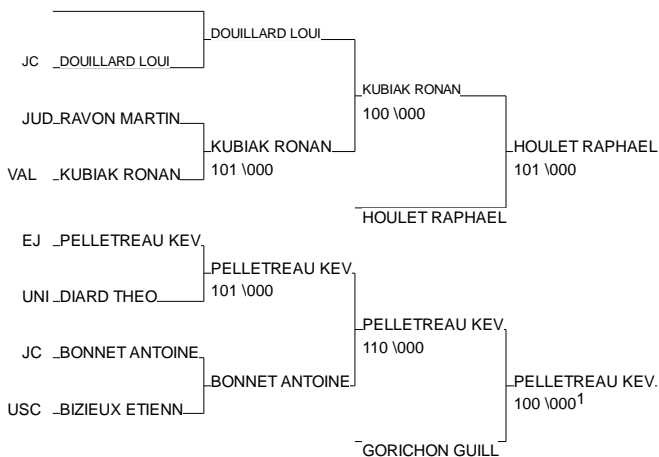 DOUILLARD LOUI
JC DOUILLARD LOUI
KUBIAK RONAN
100 \000
JUD RAVON MARTIN
KUBIAK RONAN
101 \000
HOULET RAPHAEL
101 \000
VAL KUBIAK RONAN
HOULET RAPHAEL
EJ PELLETREAU KEV.
PELLETREAU KEV.
101 \000
UNI DIARD THEO
PELLETREAU KEV.
110 \000
JC BONNET ANTOINE
BONNET ANTOINE
PELLETREAU KEV.
100 \0001
USC BIZIEUX ETIENN
GORICHON GUILL